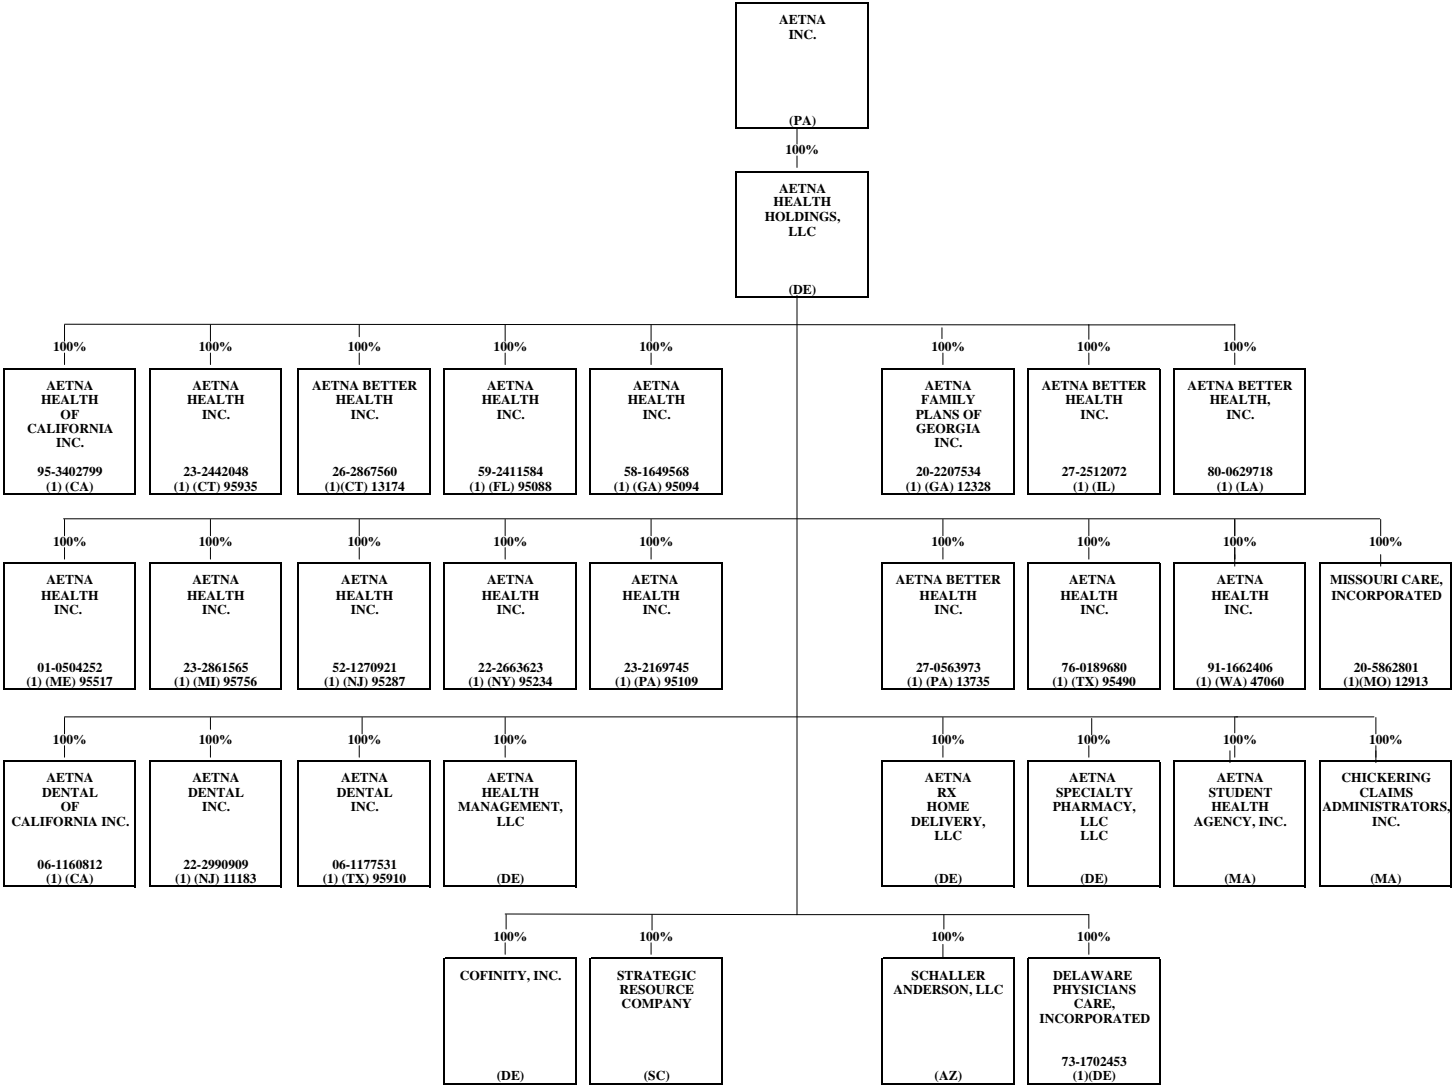 AETNA
INC.
(PA)
100%
AETNA
HEALTH
HOLDINGS,
LLC
(DE)
100%
AETNA
HEALTH
OF
CALIFORNIA
INC.
95-3402799
(1) (CA)
100%
AETNA
HEALTH
INC.
23-2442048
(1) (CT) 95935
100%
AETNA BETTER
HEALTH
INC.
26-2867560
(1)(CT) 13174
100%
AETNA
HEALTH
INC.
59-2411584
(1) (FL) 95088
100%
AETNA
HEALTH
INC.
58-1649568
(1) (GA) 95094
100%
AETNA
FAMILY
PLANS OF
GEORGIA
INC.
20-2207534
(1) (GA) 12328
100%
AETNA BETTER
HEALTH
INC.
27-2512072
(1) (IL)
100%
AETNA BETTER
HEALTH,
INC.
80-0629718
(1) (LA)
100%
AETNA
HEALTH
INC.
01-0504252
(1) (ME) 95517
100%
AETNA
HEALTH
INC.
23-2861565
(1) (MI) 95756
100%
AETNA
HEALTH
INC.
52-1270921
(1) (NJ) 95287
100%
AETNA
HEALTH
INC.
22-2663623
(1) (NY) 95234
100%
AETNA
HEALTH
INC.
23-2169745
(1) (PA) 95109
100%
AETNA BETTER
HEALTH
INC.
27-0563973
(1) (PA) 13735
100%
AETNA
HEALTH
INC.
76-0189680
(1) (TX) 95490
100%
AETNA
HEALTH
INC.
91-1662406
(1) (WA) 47060
100%
MISSOURI CARE,
INCORPORATED
20-5862801
(1)(MO) 12913
100%
AETNA
DENTAL
OF
CALIFORNIA INC.
06-1160812
(1) (CA)
100%
AETNA
DENTAL
INC.
22-2990909
(1) (NJ) 11183
100%
AETNA
DENTAL
INC.
06-1177531
(1) (TX) 95910
100%
AETNA
HEALTH
MANAGEMENT,
LLC
(DE)
100%
AETNA
RX
HOME
DELIVERY,
LLC
(DE)
100%
AETNA
SPECIALTY
PHARMACY,
LLC
LLC
(DE)
100%
AETNA
STUDENT
HEALTH
AGENCY, INC.
(MA)
100%
CHICKERING
CLAIMS
ADMINISTRATORS,
INC.
(MA)
100%
COFINITY, INC.
(DE)
100%
STRATEGIC
RESOURCE
COMPANY
(SC)
100%
SCHALLER
ANDERSON, LLC
(AZ)
100%
DELAWARE
PHYSICIANS
CARE,
INCORPORATED
73-1702453
(1)(DE)